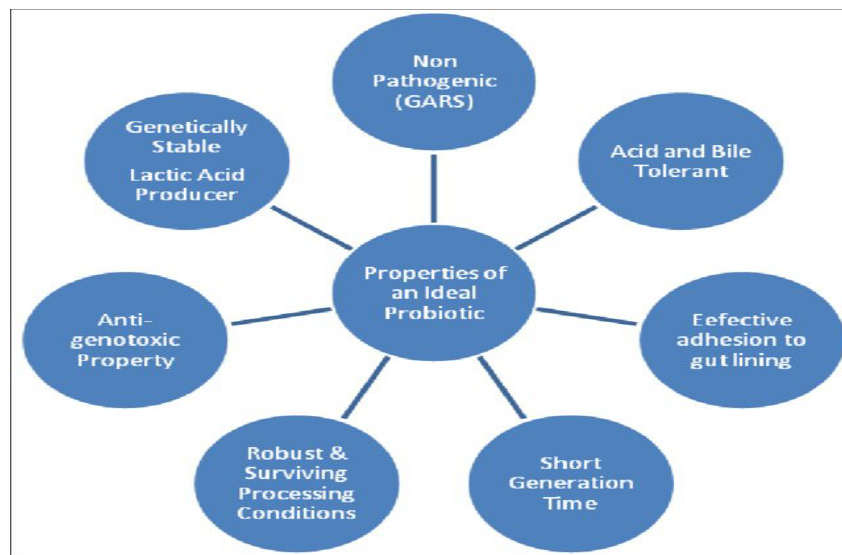 Non
Pathogenic
(GARS)
Genetically
Stable
Lactic Acid
Producer
Acid and Bile
Tolerant
Properties of
an Ideal
Probiotic
Anti-
genotoxic
Property
Eefective
adhesion to
gut lining
Robust &
Surviving
Processing
Conditions
Short
Generation
Time